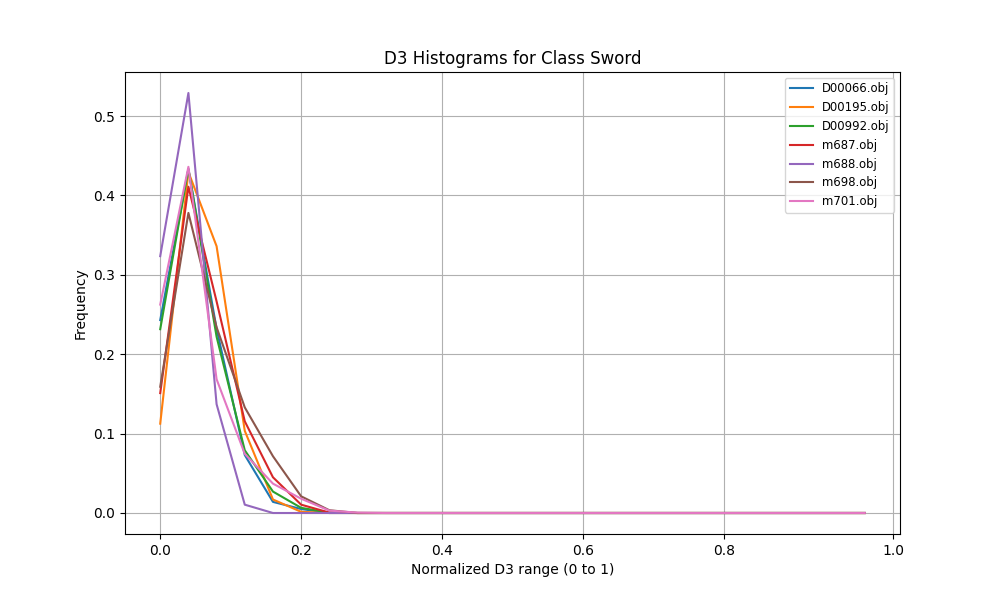 D3 Histograms for Class Sword
D00066.obj
D00195.obj
D00992.obj
m687.obj
m688.obj
m698.obj
m701.obj
Frequency
0.5
0.4
0.3
0.2
0.1
0.0
0.0 0.2 0.4 0.6 0.8 1.0
Normalized D3 range (0 to 1)